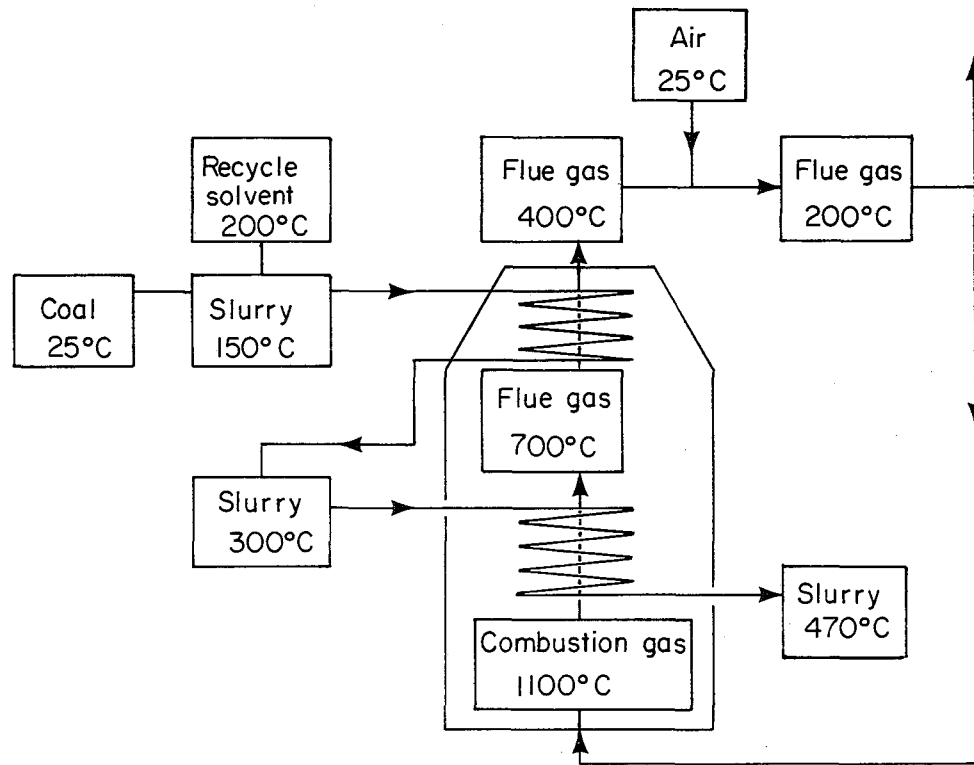 Air
25°C
Recycle
solvent
200°C
Flue gas
400°C
Flue gas
200°C
Coal
25°C
Slurry
150°C
Flue gas
700°C
Slurry
300°C
Slurry
470°C
Combustion gas
1100°C